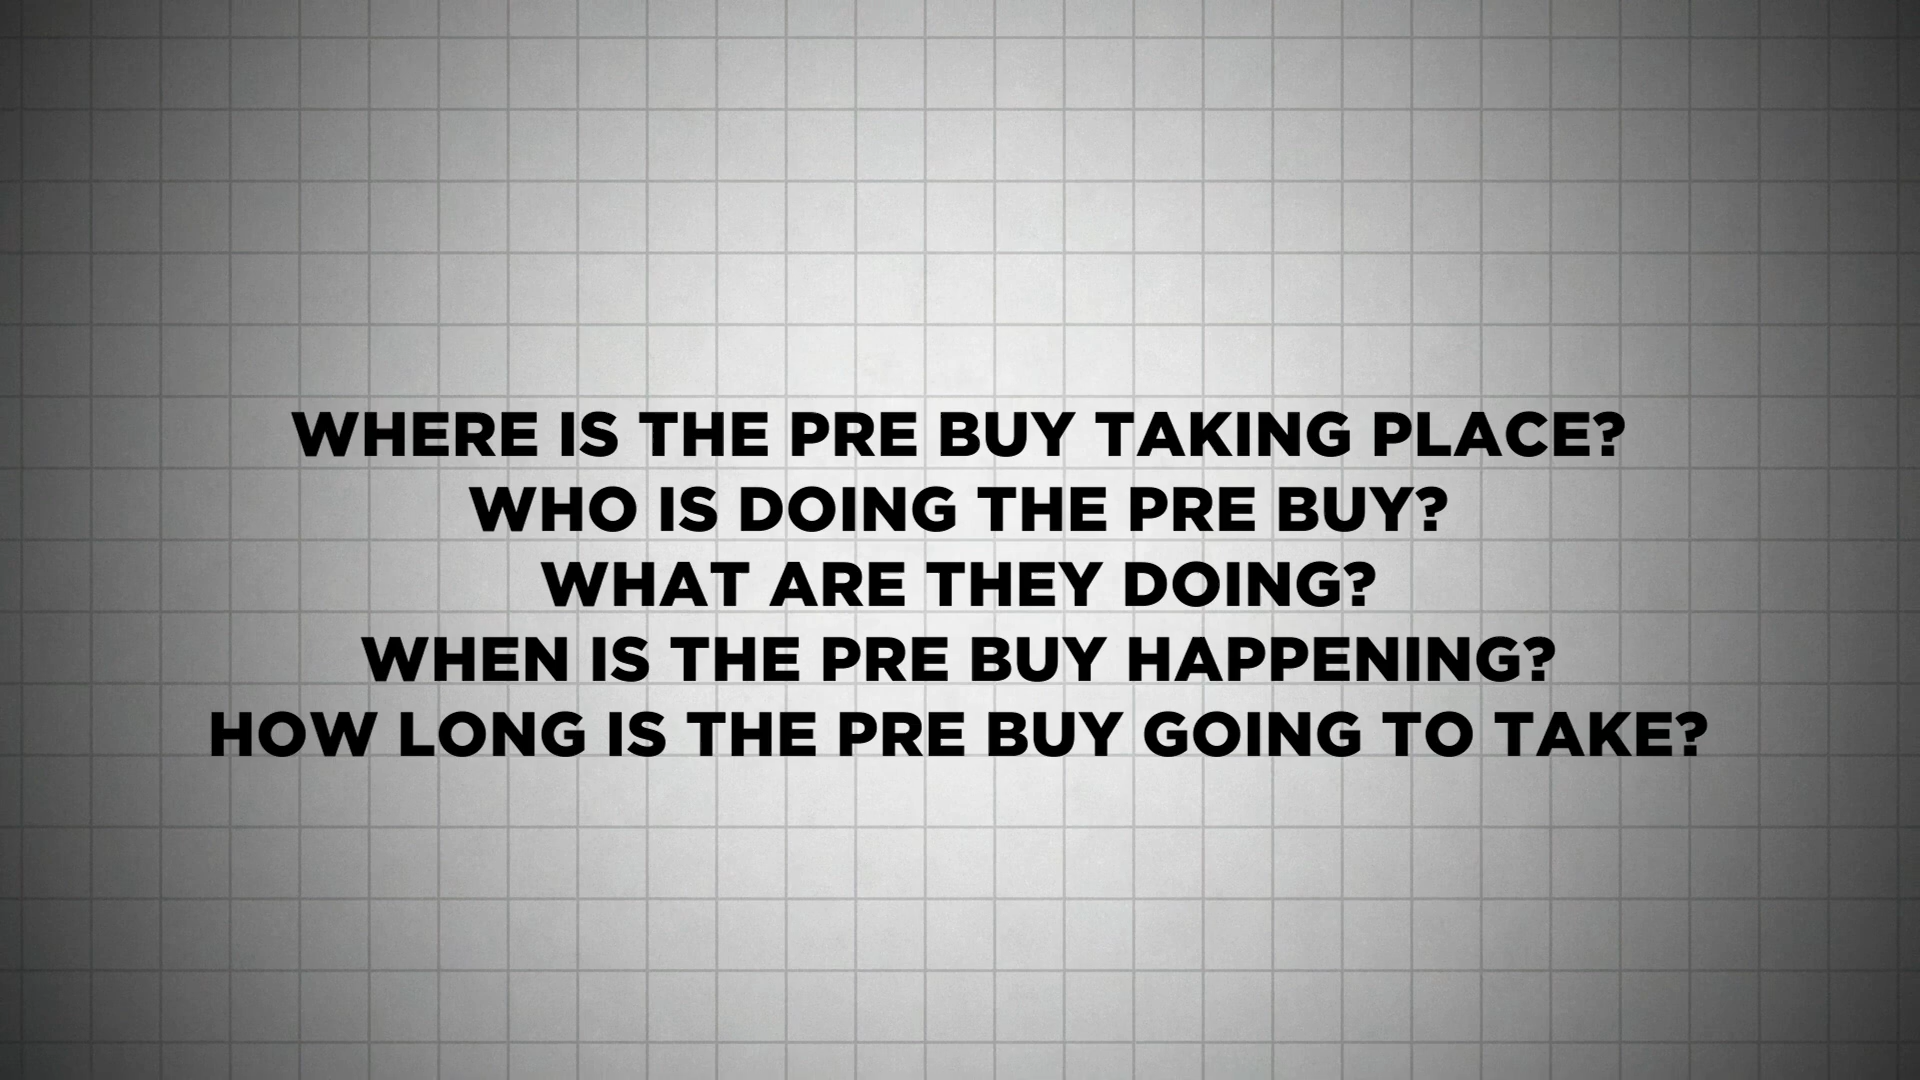 WHERE IS THE PRE BUY TAKING PLACE?
WHO IS DOING THE PRE BUY?
WHAT ARE THEY DOING?
WHEN IS THE PRE BUY HAPPENING?
HOW LONG IS THE PRE BUY GOING TO TAKE?